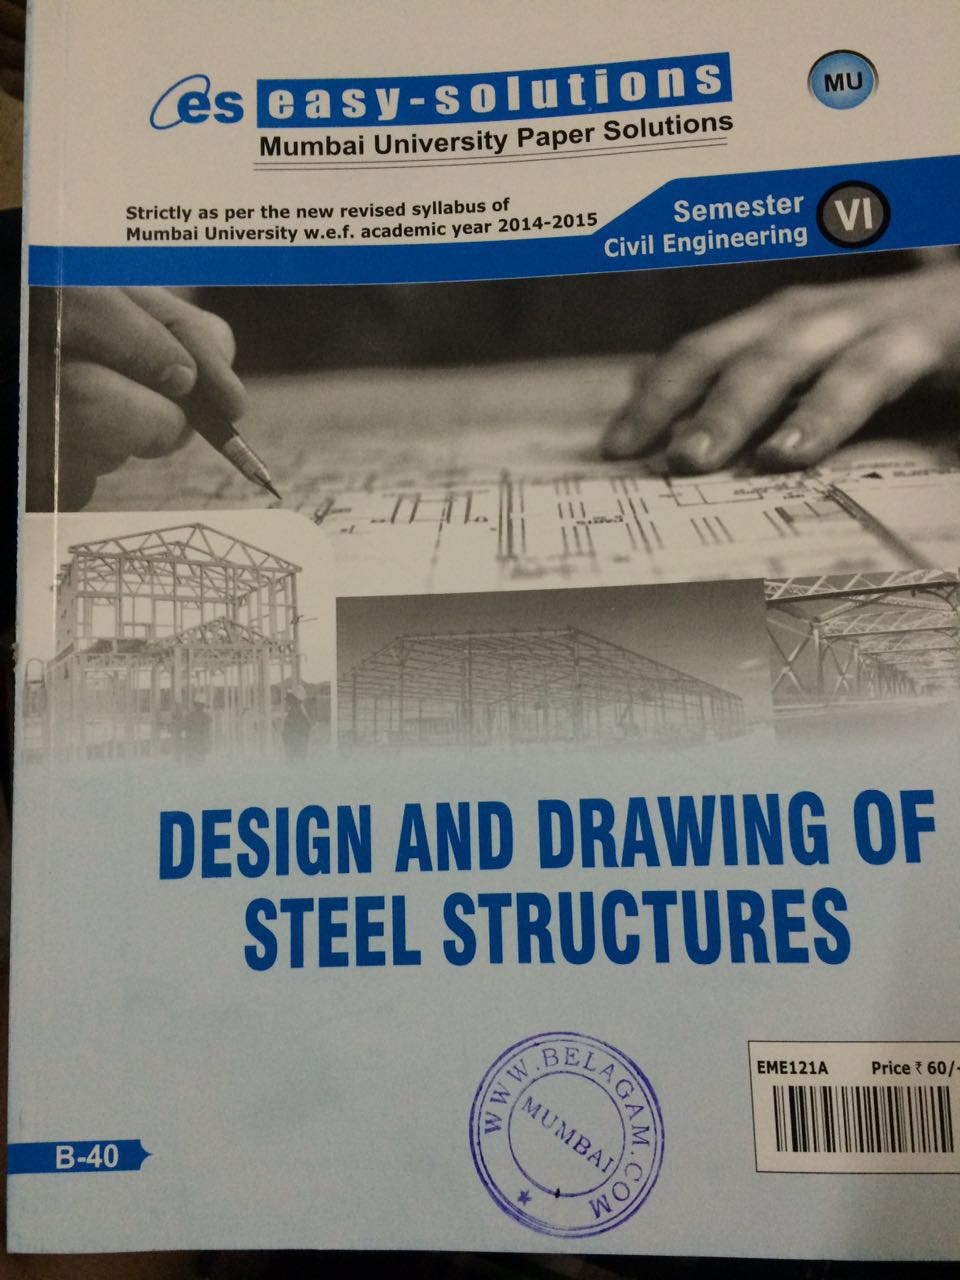 es easy-solutions
Mumbai University Paper Solutions
MU
Strictly as per the new revised syllabus of
Mumbai University w.e.f. academic year 2014-2015
Semester VI
Civil Engineering
DESIGN AND DRAWING OF
STEEL STRUCTURES
WWW.BELAGAM.COM
MUMBAI
EME121A Price ₹ 60/-
B-40